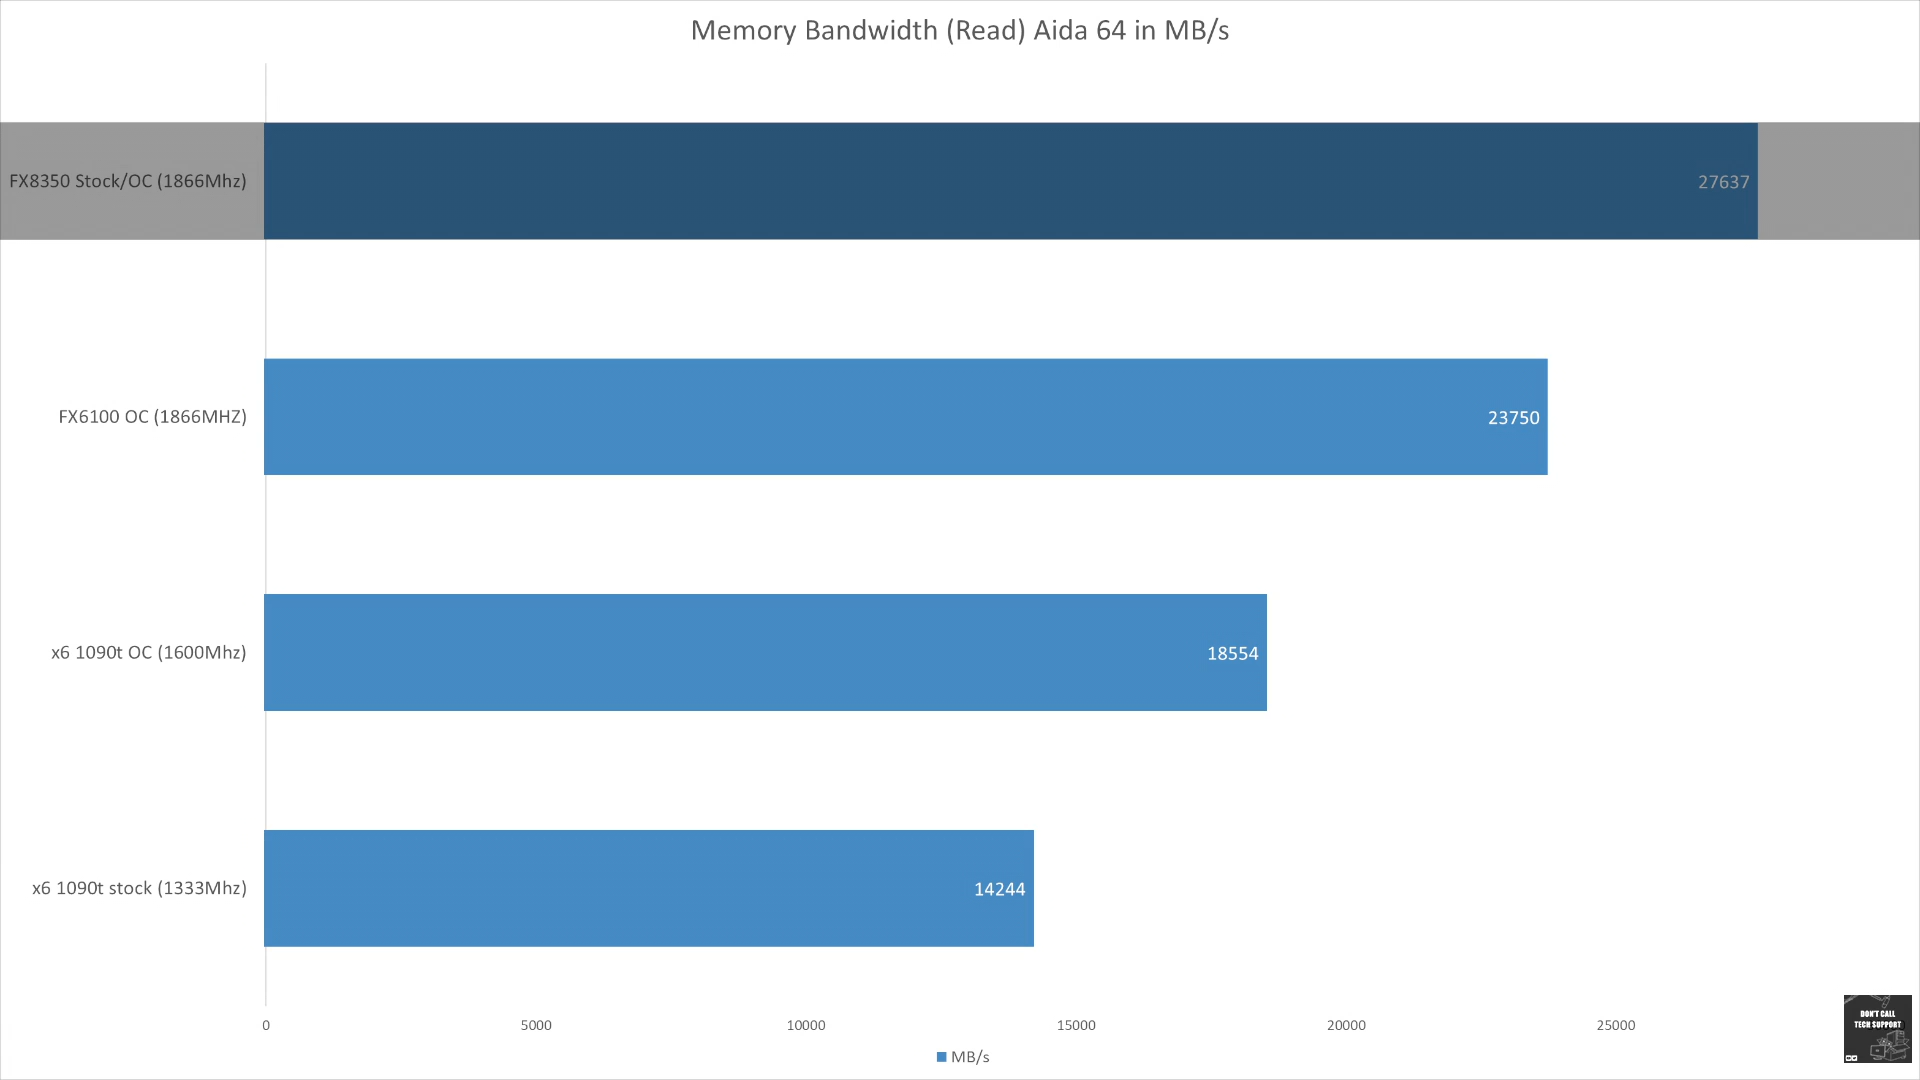 Memory Bandwidth (Read) Aida 64 in MB/s
FX8350 Stock/OC (1866Mhz)
27637
FX6100 OC (1866MHZ)
23750
x6 1090t OC (1600Mhz)
18554
x6 1090t stock (1333Mhz)
14244
0
5000
10000
15000
20000
25000
MB/s
DON'T CALL
TECH SUPPORT